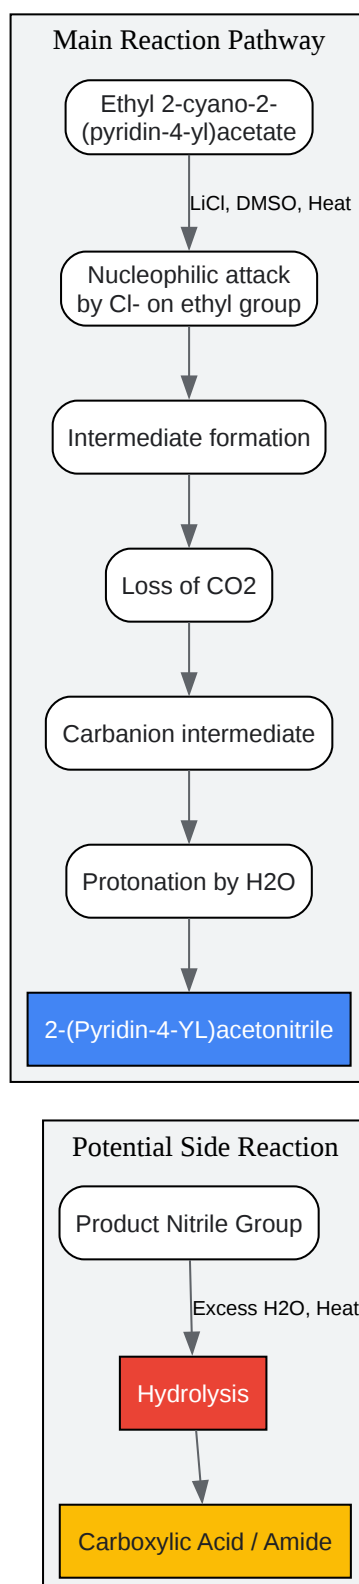 Main Reaction Pathway
Ethyl 2-cyano-2-
(pyridin-4-yl)acetate
LiCl, DMSO, Heat
Nucleophilic attack
by Cl- on ethyl group
Intermediate formation
Loss of CO2
Carbanion intermediate
Protonation by H2O
2-(Pyridin-4-YL)acetonitrile
Potential Side Reaction
Product Nitrile Group
Excess H2O, Heat
Hydrolysis
Carboxylic Acid / Amide